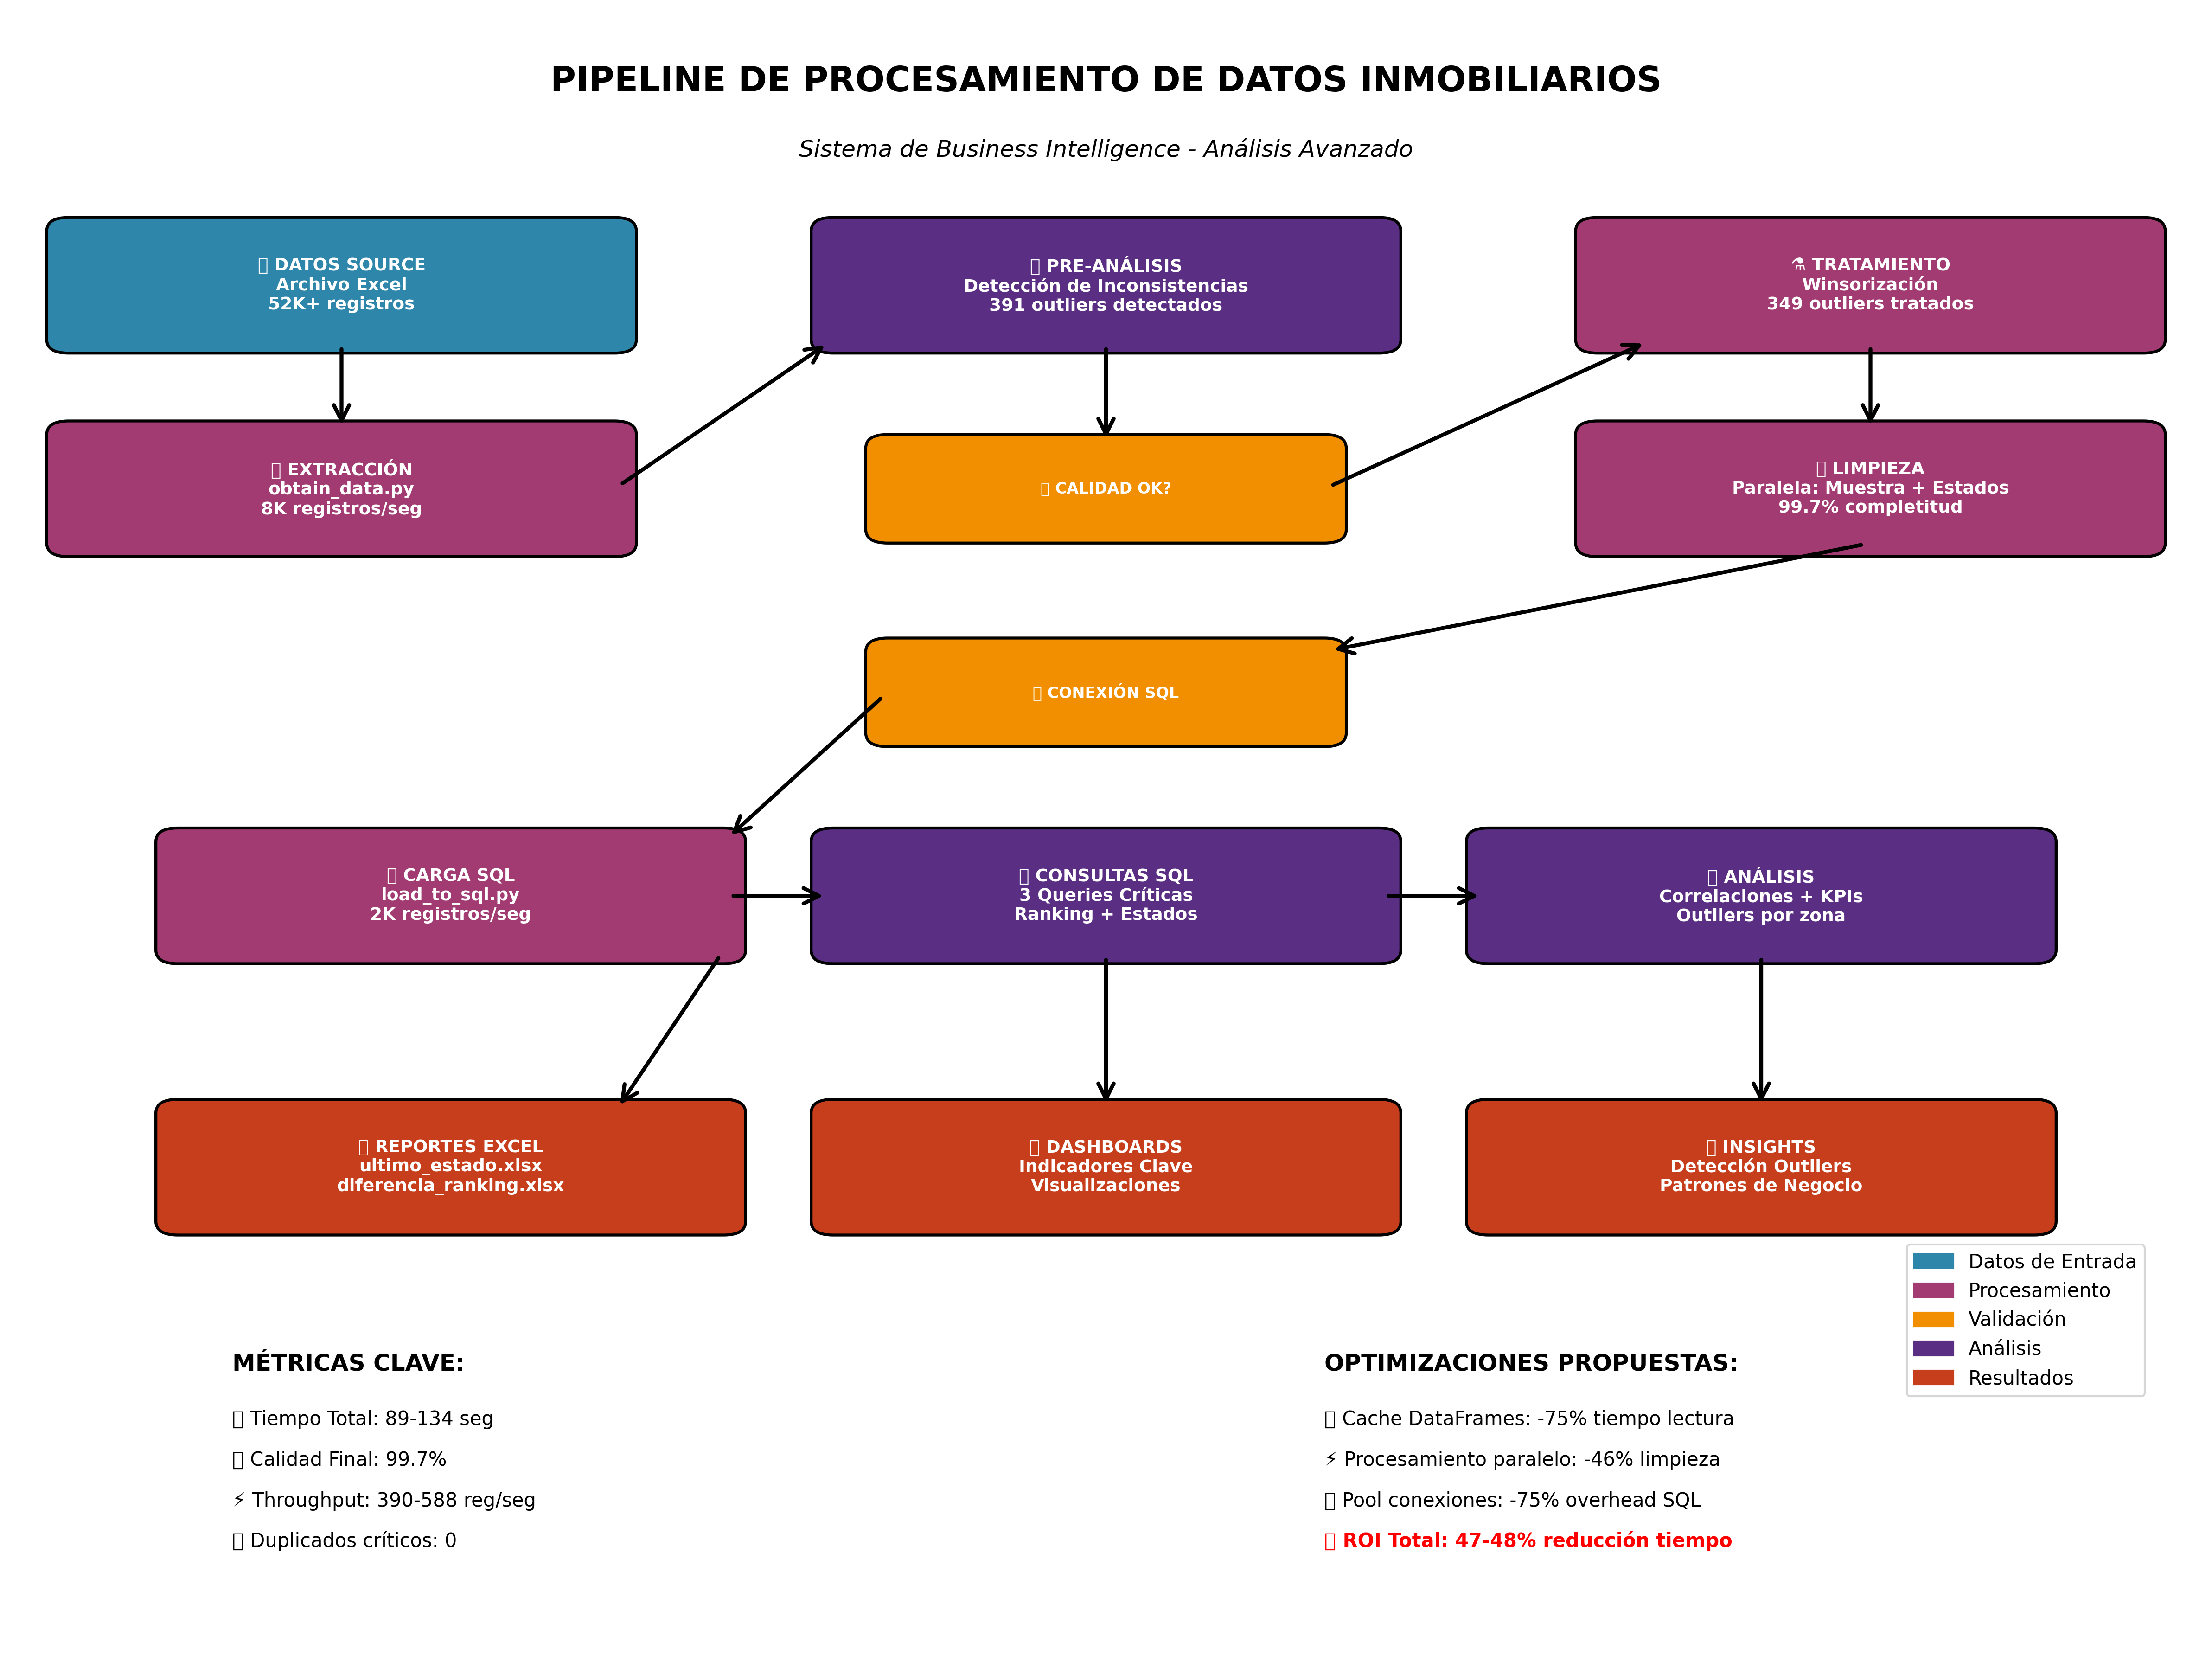 PIPELINE DE PROCESAMIENTO DE DATOS INMOBILIARIOS
Sistema de Business Intelligence - Análisis Avanzado
DATOS SOURCE
Archivo Excel
52K+ registros
PRE-ANÁLISIS
Detección de Inconsistencias
391 outliers detectados
⚗ TRATAMIENTO
Winsorización
349 outliers tratados
EXTRACCIÓN
obtain_data.py
8K registros/seg
CALIDAD OK?
LIMPIEZA
Paralela: Muestra + Estados
99.7% completitud
CONEXIÓN SQL
CARGA SQL
load_to_sql.py
2K registros/seg
CONSULTAS SQL
3 Queries Críticas
Ranking + Estados
ANÁLISIS
Correlaciones + KPIs
Outliers por zona
REPORTES EXCEL
ultimo_estado.xlsx
diferencia_ranking.xlsx
DASHBOARDS
Indicadores Clave
Visualizaciones
INSIGHTS
Detección Outliers
Patrones de Negocio
Datos de Entrada
Procesamiento
Validación
Análisis
Resultados
MÉTRICAS CLAVE:
Tiempo Total: 89-134 seg
Calidad Final: 99.7%
⚡ Throughput: 390-588 reg/seg
Duplicados críticos: 0
OPTIMIZACIONES PROPUESTAS:
Cache DataFrames: -75% tiempo lectura
⚡ Procesamiento paralelo: -46% limpieza
Pool conexiones: -75% overhead SQL
ROI Total: 47-48% reducción tiempo